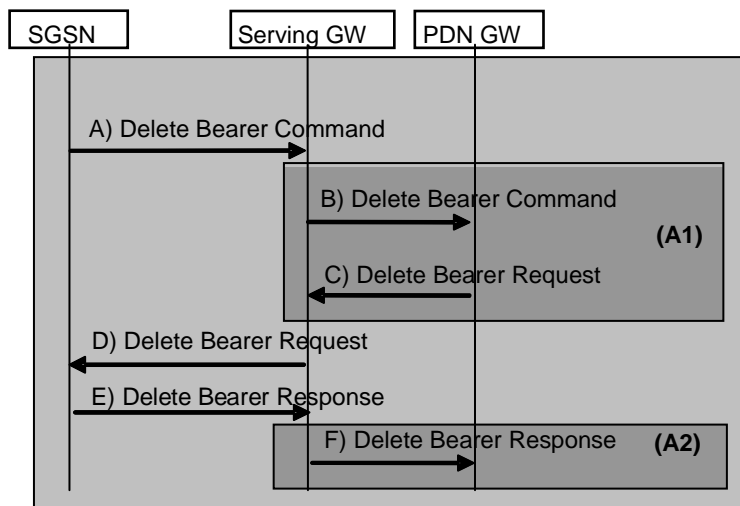 SGSN
Serving GW
PDN GW
A) Delete Bearer Command
B) Delete Bearer Command
(A1)
C) Delete Bearer Request
D) Delete Bearer Request
E) Delete Bearer Response
F) Delete Bearer Response
(A2)